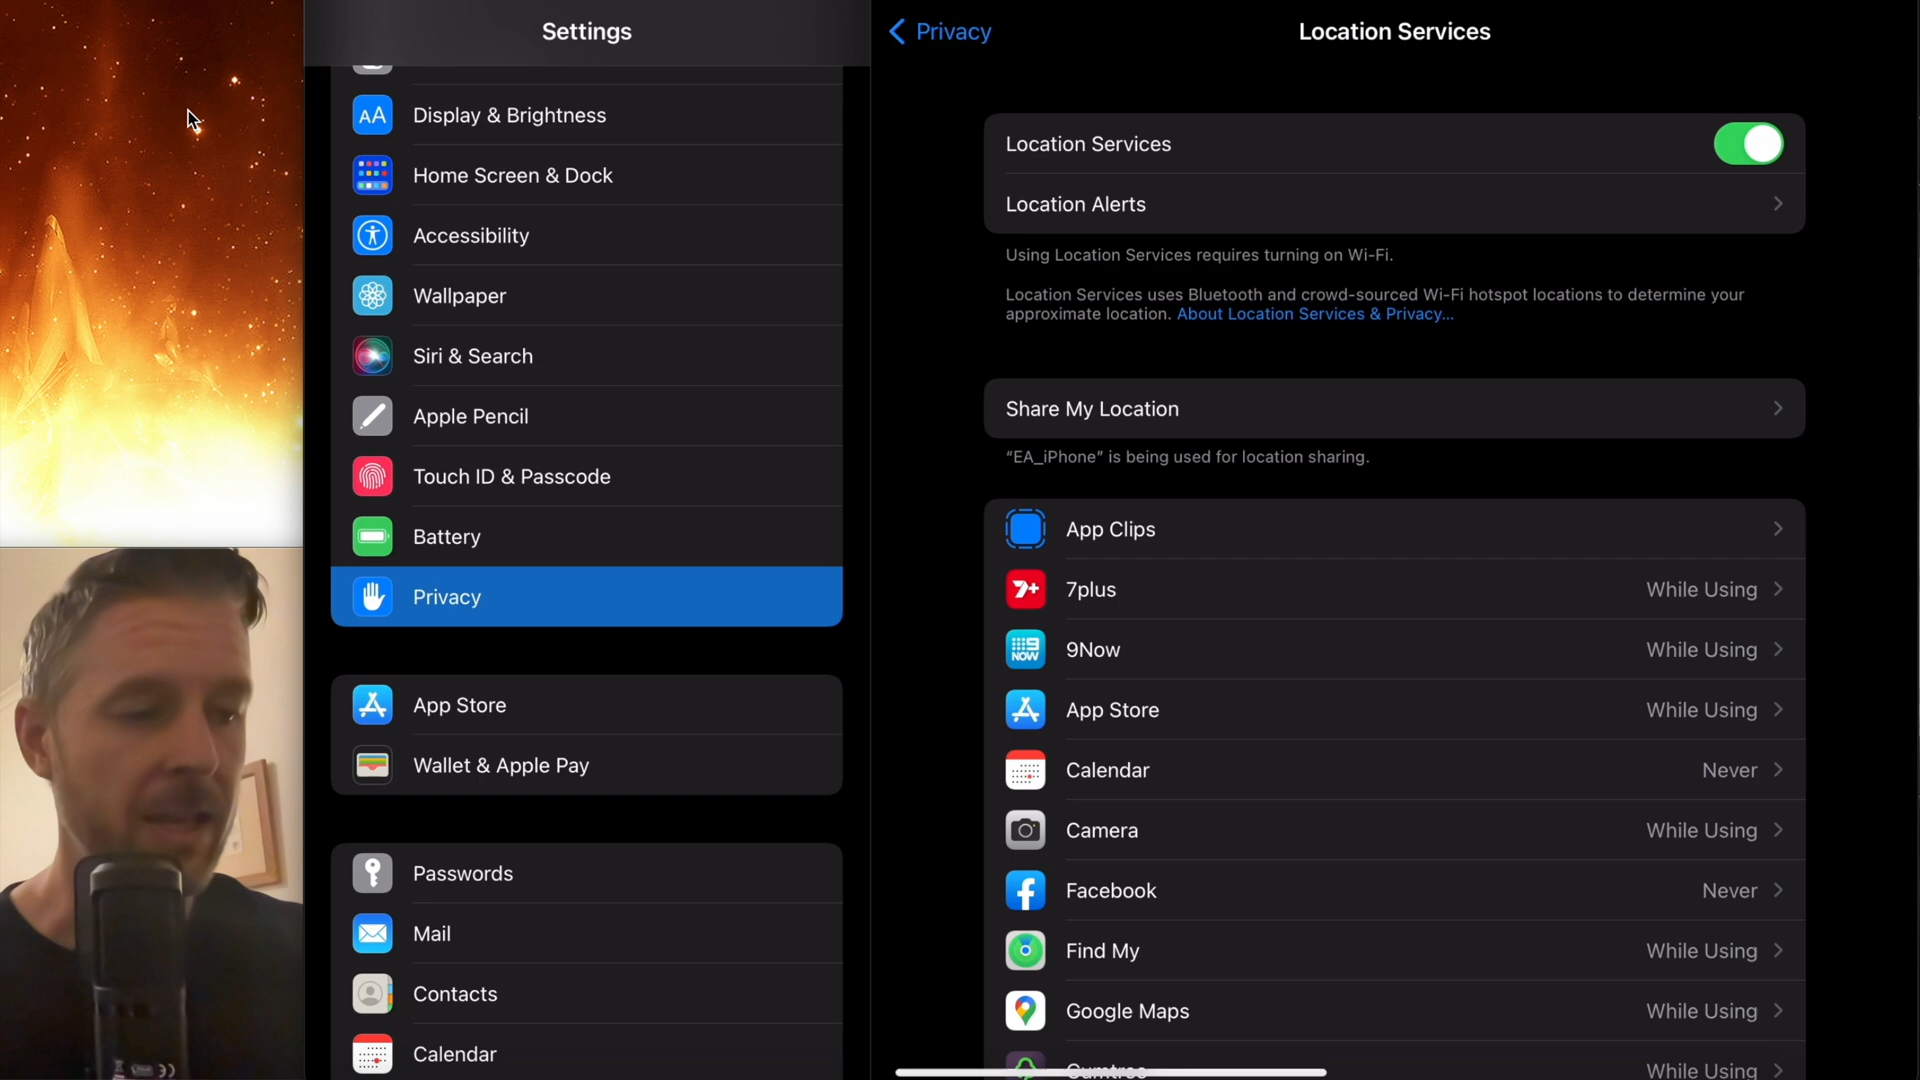 Settings
Display & Brightness
Home Screen & Dock
Accessibility
Wallpaper
Siri & Search
Apple Pencil
Touch ID & Passcode
Battery
Privacy
App Store
Wallet & Apple Pay
Passwords
Mail
Contacts
Calendar
Privacy
Location Services
Location Services
Location Alerts
Using Location Services requires turning on Wi-Fi.
Location Services uses Bluetooth and crowd-sourced Wi-Fi hotspot locations to determine your
approximate location. About Location Services & Privacy...
Share My Location
“EA_iPhone” is being used for location sharing.
App Clips
7plus While Using
9Now While Using
App Store While Using
Calendar Never
Camera While Using
Facebook Never
Find My While Using
Google Maps While Using
Gumtree While Using